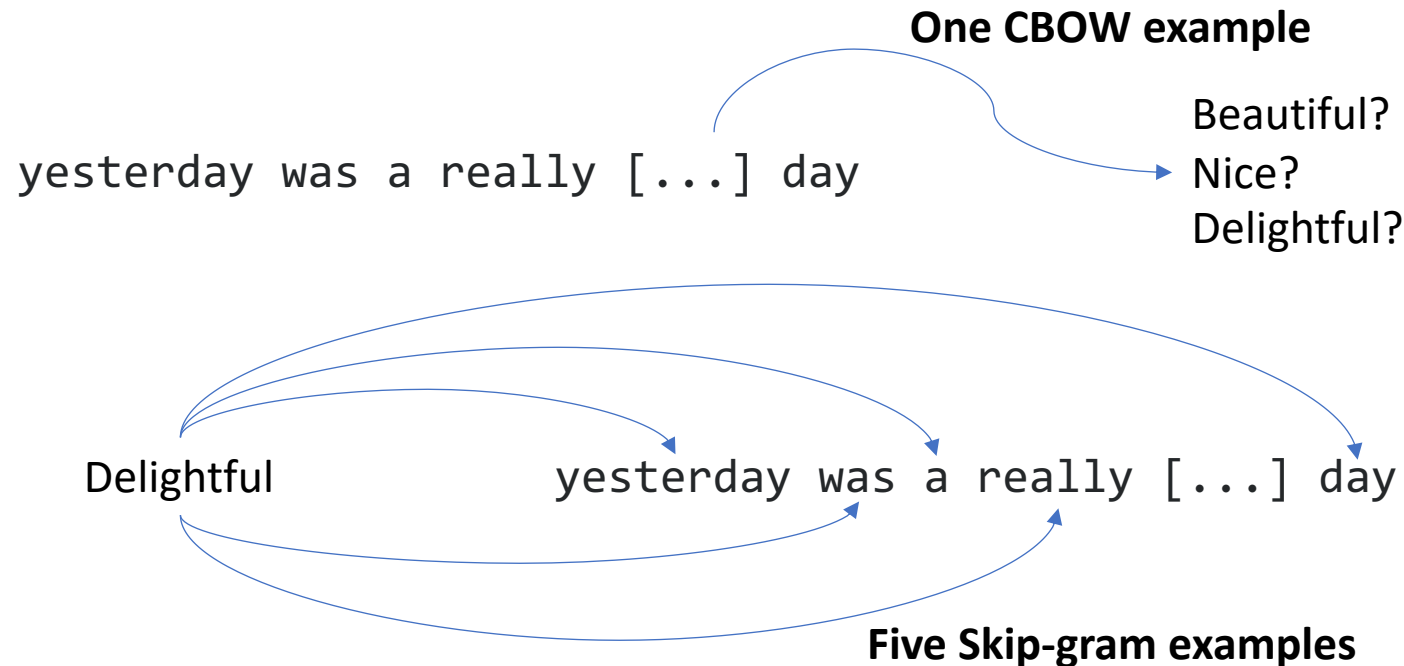 One CBOW example
Beautiful?
yesterday was a really [...] day
Nice?
Delightful?
Delightful
yesterday was a really [...] day
Five Skip-gram examples